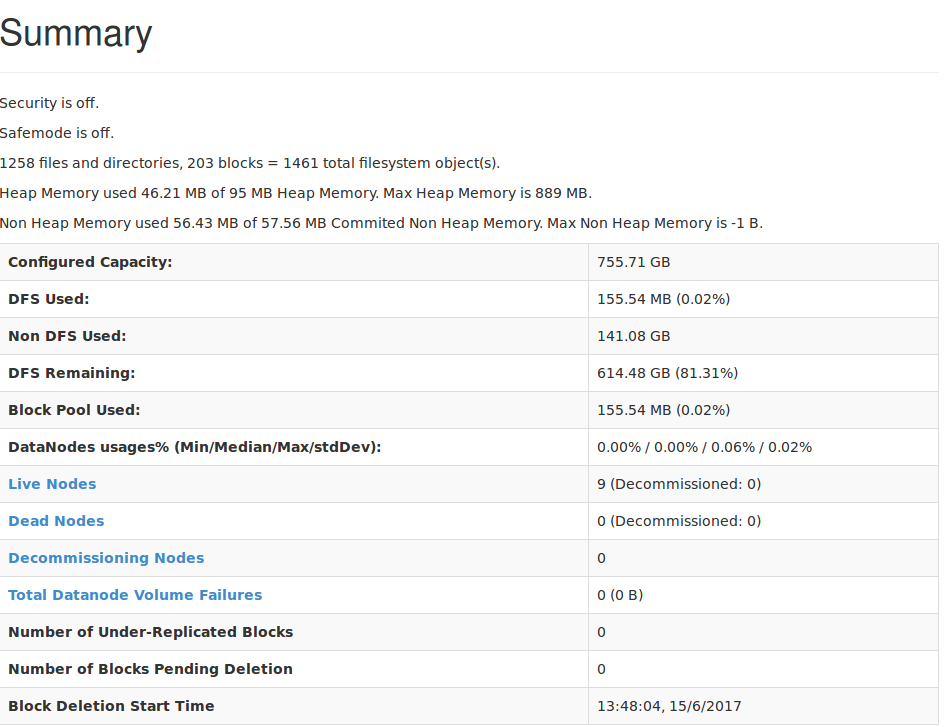 Summary
Security is off.
Safemode is off.
1258 files and directories, 203 blocks = 1461 total filesystem object(s).
Heap Memory used 46.21 MB of 95 MB Heap Memory. Max Heap Memory is 889 MB.
Non Heap Memory used 56.43 MB of 57.56 MB Commited Non Heap Memory. Max Non Heap Memory is -1 B.
Configured Capacity: 755.71 GB
DFS Used: 155.54 MB (0.02%)
Non DFS Used: 141.08 GB
DFS Remaining: 614.48 GB (81.31%)
Block Pool Used: 155.54 MB (0.02%)
DataNodes usages% (Min/Median/Max/stdDev): 0.00% / 0.00% / 0.06% / 0.02%
Live Nodes 9 (Decommissioned: 0)
Dead Nodes 0 (Decommissioned: 0)
Decommissioning Nodes 0
Total Datanode Volume Failures 0 (0 B)
Number of Under-Replicated Blocks 0
Number of Blocks Pending Deletion 0
Block Deletion Start Time 13:48:04, 15/6/2017